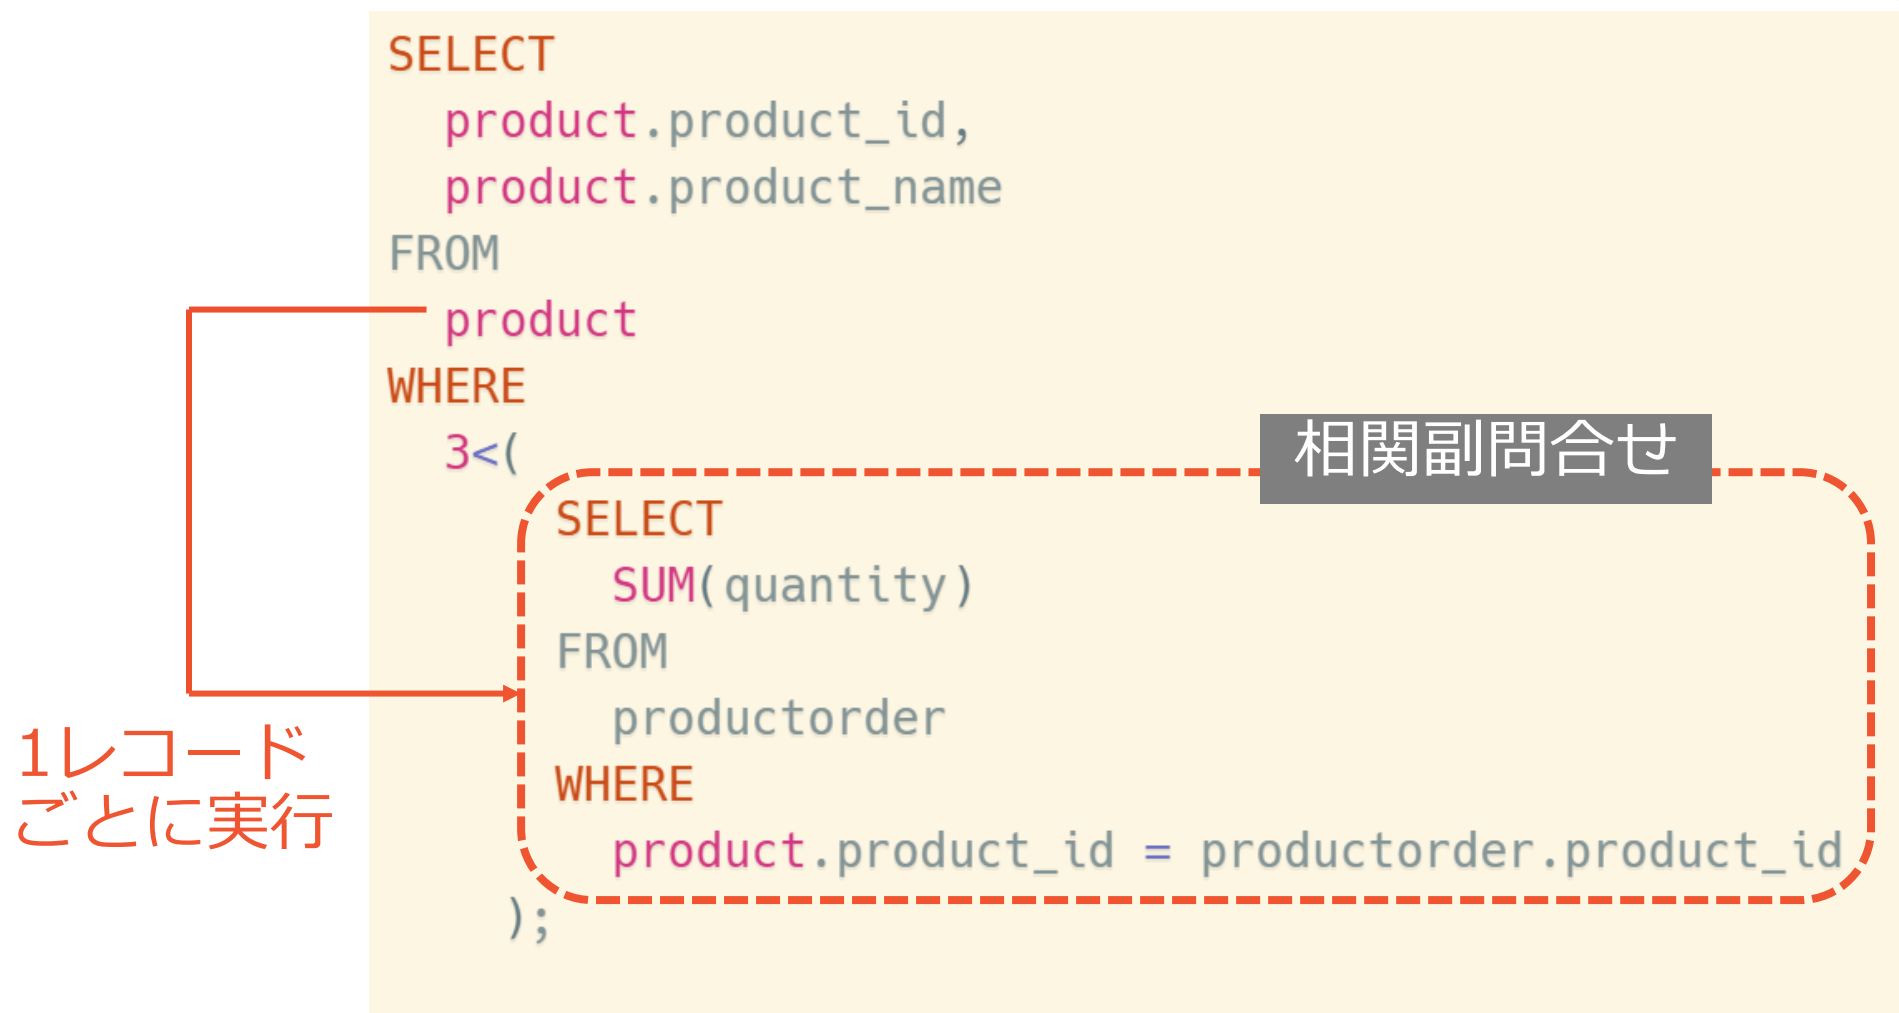 SELECT
product.product_id,
product.product_name
FROM
product
WHERE
3<(
相関副問合せ
SELECT
SUM(quantity)
FROM
productorder
WHERE
product.product_id = productorder.product_id
);
1レコード
ごとに実行